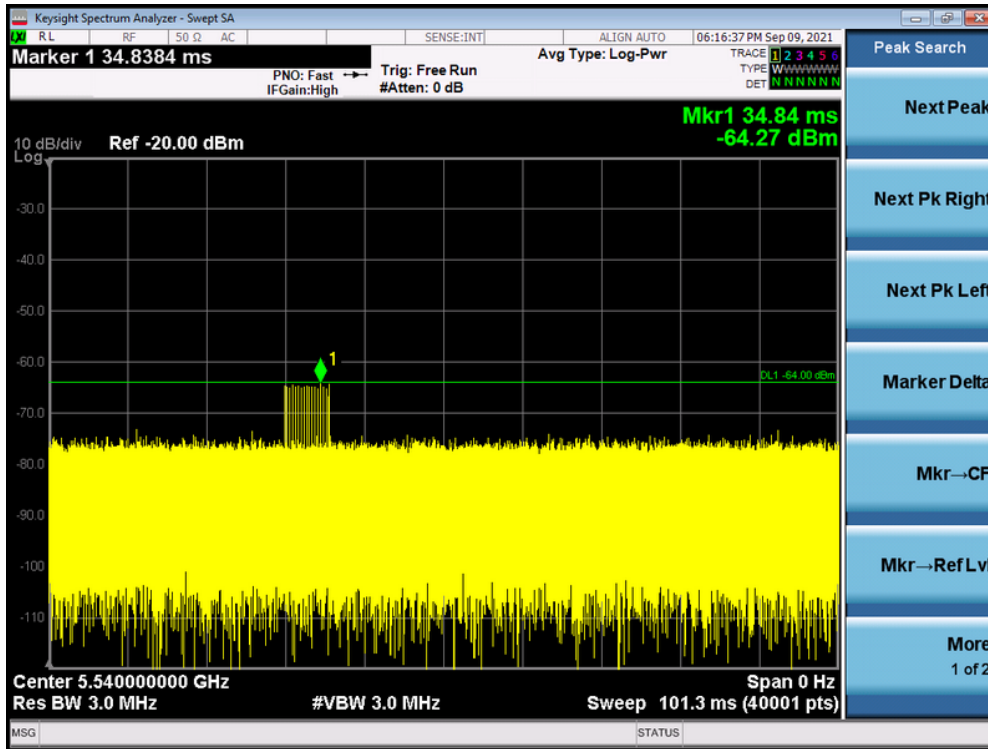 Keysight Spectrum Analyzer - Swept SA
LXI RL RF 50 Ω AC SENSE:INT ALIGN AUTO 06:16:37 PM Sep 09, 2021
Marker 1 34.8384 ms
PNO: Fast
IFGain:High
Trig: Free Run
#Atten: 0 dB
Avg Type: Log-Pwr
TRACE 1 2 3 4 5 6
TYPE WWWWWW
DET N N N N N N
Peak Search
Mkr1 34.84 ms
-64.27 dBm
10 dB/div Ref -20.00 dBm
Log
-30.0
-40.0
-50.0
-60.0
1
DL1 -64.00 dBm
-70.0
-80.0
-90.0
-100
-110
Center 5.540000000 GHz Span 0 Hz
Res BW 3.0 MHz #VBW 3.0 MHz Sweep 101.3 ms (40001 pts)
Next Peak
Next Pk Right
Next Pk Left
Marker Delta
Mkr→CF
Mkr→Ref Lvl
More
1 of 2
MSG STATUS